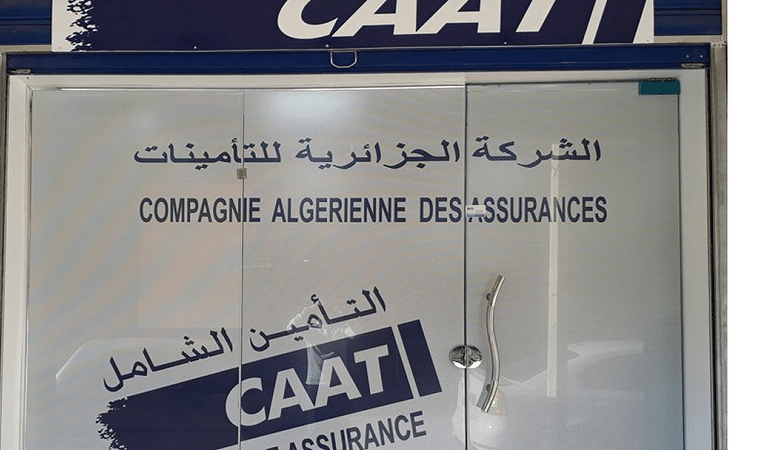 CAAT
الشركة الجزائرية للتأمينات
COMPAGNIE ALGERIENNE DES ASSURANCES
التأمين الشامل
CAAT
ASSURANCE